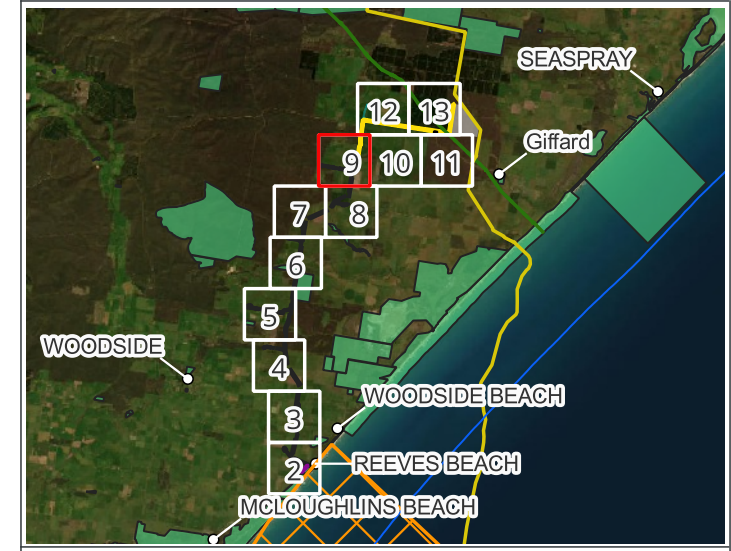 SEASPRAY
12 13
Giffard
9 10 11
7 8
6
5
WOODSIDE
4
WOODSIDE BEACH
3
REEVES BEACH
2
MCLOUGHLINS BEACH